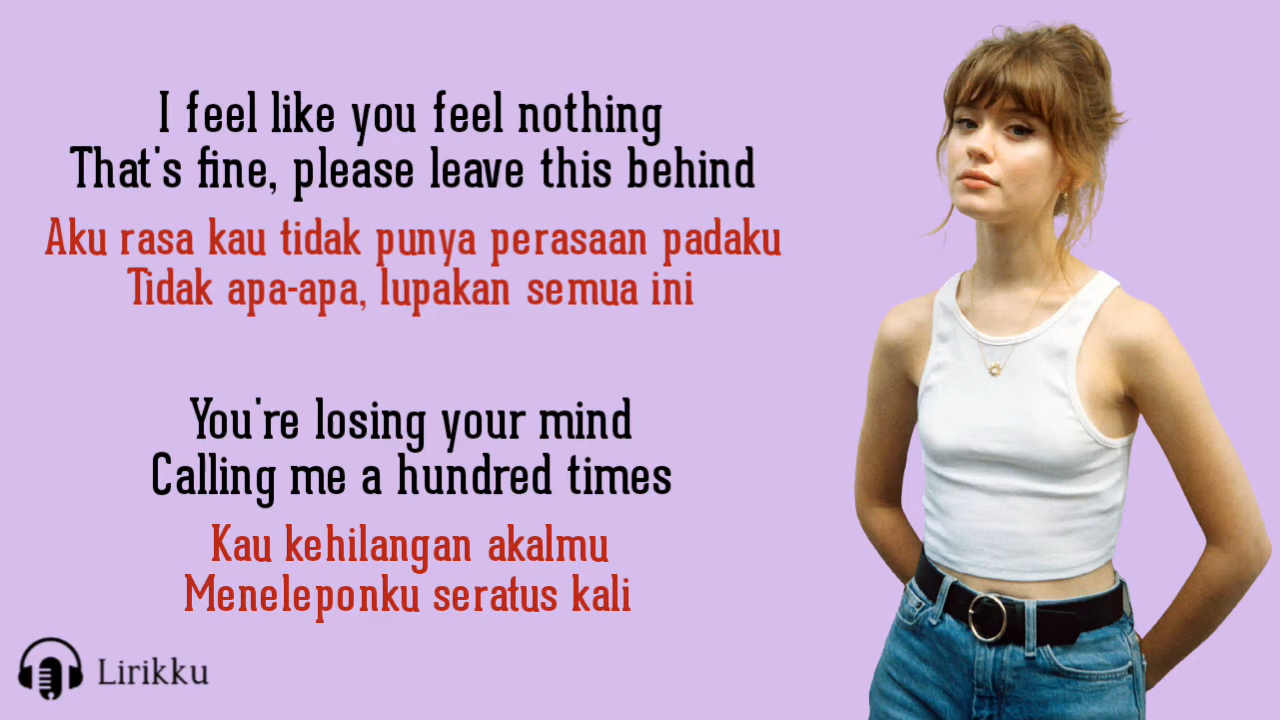 I feel like you feel nothing
That's fine, please leave this behind
Aku rasa kau tidak punya perasaan padaku
Tidak apa-apa, lupakan semua ini
You're losing your mind
Calling me a hundred times
Kau kehilangan akalmu
Meneleponku seratus kali
Lirikku